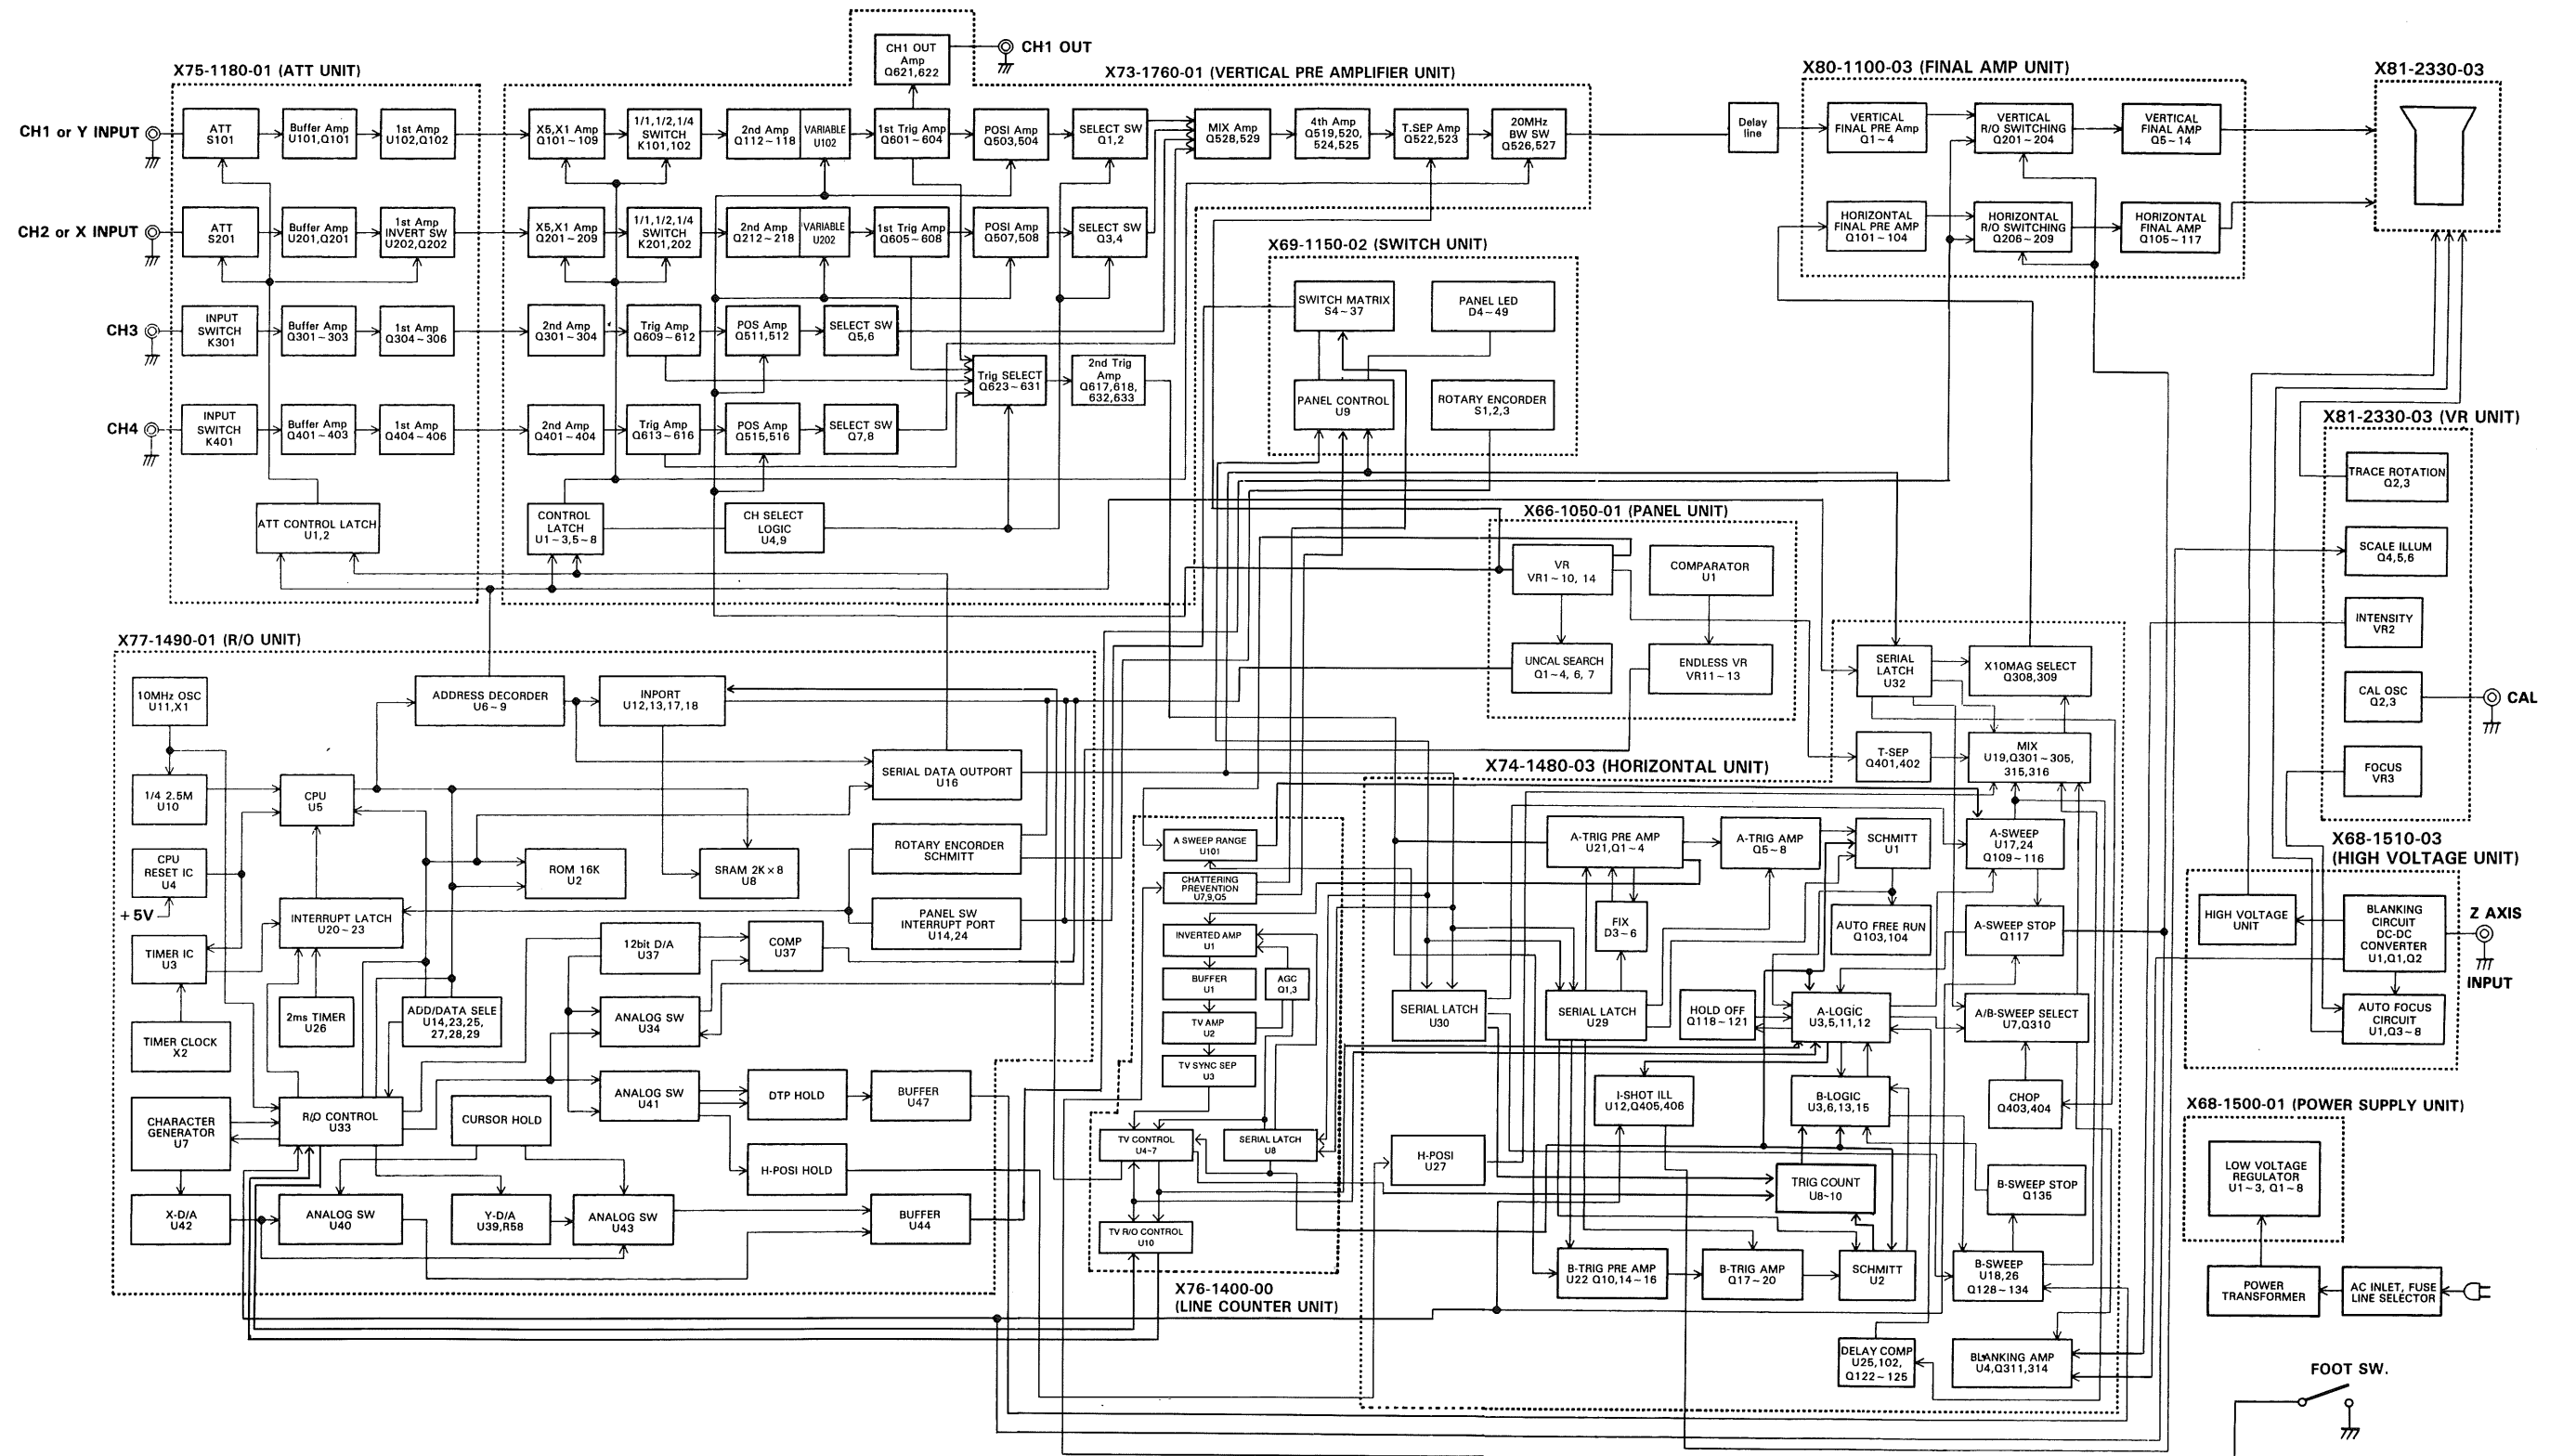 CH1 OUT
Amp
Q621,622
CH1 OUT
X75-1180-01 (ATT UNIT)
X73-1760-01 (VERTICAL PRE AMPLIFIER UNIT)
X80-1100-03 (FINAL AMP UNIT)
X81-2330-03
CH1 or Y INPUT
ATT
S101
Buffer Amp
U101,Q101
1st Amp
U102,Q102
X5,X1 Amp
Q101~109
1/1,1/2,1/4
SWITCH
K101,102
2nd Amp
Q112~118
VARIABLE
U102
1st Trig Amp
Q601~604
POSI Amp
Q503,504
SELECT SW
Q1,2
MIX Amp
Q528,529
4th Amp
Q519,520,
524,525
T.SEP Amp
Q522,523
20MHz
BW SW
Q526,527
Delay
line
VERTICAL
FINAL PRE Amp
Q1~4
VERTICAL
R/O SWITCHING
Q201~204
VERTICAL
FINAL AMP
Q5~14
CH2 or X INPUT
ATT
S201
Buffer Amp
U201,Q201
1st Amp
INVERT SW
U202,Q202
X5,X1 Amp
Q201~209
1/1,1/2,1/4
SWITCH
K201,202
2nd Amp
Q212~218
VARIABLE
U202
1st Trig Amp
Q605~608
POSI Amp
Q507,508
SELECT SW
Q3,4
HORIZONTAL
FINAL PRE AMP
Q101~104
HORIZONTAL
R/O SWITCHING
Q206~209
HORIZONTAL
FINAL AMP
Q105~117
X69-1150-02 (SWITCH UNIT)
SWITCH MATRIX
S4~37
PANEL LED
D4~49
PANEL CONTROL
U9
ROTARY ENCORDER
S1,2,3
CH3
INPUT
SWITCH
K301
Buffer Amp
Q301~303
1st Amp
Q304~306
2nd Amp
Q301~304
Trig Amp
Q609~612
POS Amp
Q511,512
SELECT SW
Q5,6
Trig SELECT
Q623~631
2nd Trig
Amp
Q617,618,
632,633
CH4
INPUT
SWITCH
K401
Buffer Amp
Q401~403
1st Amp
Q404~406
2nd Amp
Q401~404
Trig Amp
Q613~616
POS Amp
Q515,516
SELECT SW
Q7,8
ATT CONTROL LATCH
U1,2
CONTROL
LATCH
U1~3,5~8
CH SELECT
LOGIC
U4,9
X66-1050-01 (PANEL UNIT)
VR
VR1~10, 14
COMPARATOR
U1
UNCAL SEARCH
Q1~4, 6, 7
ENDLESS VR
VR11~13
X81-2330-03 (VR UNIT)
TRACE ROTATION
Q2,3
SCALE ILLUM
Q4,5,6
INTENSITY
VR2
CAL OSC
Q2,3
CAL
FOCUS
VR3
X77-1490-01 (R/O UNIT)
10MHz OSC
U11,X1
ADDRESS DECORDER
U6~9
INPORT
U12,13,17,18
1/4 2.5M
U10
CPU
U5
SERIAL DATA OUTPORT
U16
CPU
RESET IC
U4
+5V
ROM 16K
U2
SRAM 2K×8
U8
ROTARY ENCORDER
SCHMITT
INTERRUPT LATCH
U20~23
PANEL SW
INTERRUPT PORT
U14,24
TIMER IC
U3
12bit D/A
U37
COMP
U37
2ms TIMER
U26
ADD/DATA SELE
U14,23,25,
27,28,29
ANALOG SW
U34
TIMER CLOCK
X2
CHARACTER
GENERATOR
U7
R/O CONTROL
U33
CURSOR HOLD
ANALOG SW
U41
DTP HOLD
BUFFER
U47
H-POSI HOLD
X-D/A
U42
ANALOG SW
U40
Y-D/A
U39,R58
ANALOG SW
U43
BUFFER
U44
A SWEEP RANGE
U101
CHATTERING
PREVENTION
U7,9,Q5
INVERTED AMP
U1
BUFFER
U1
AGC
Q1,3
TV AMP
U2
TV SYNC SEP
U3
TV CONTROL
U4~7
SERIAL LATCH
U8
TV R/O CONTROL
U10
X76-1400-00
(LINE COUNTER UNIT)
X74-1480-03 (HORIZONTAL UNIT)
SERIAL
LATCH
U32
X10MAG SELECT
Q308,309
T-SEP
Q401,402
MIX
U19,Q301~305,
315,316
A-TRIG PRE AMP
U21,Q1~4
A-TRIG AMP
Q5~8
SCHMITT
U1
A-SWEEP
U17,24
Q109~116
FIX
D3~6
AUTO FREE RUN
Q103,104
A-SWEEP STOP
Q117
SERIAL LATCH
U30
SERIAL LATCH
U29
HOLD OFF
Q118~121
A-LOGIC
U3,5,11,12
A/B-SWEEP SELECT
U7,Q310
I-SHOT ILL
U12,Q405,406
B-LOGIC
U3,6,13,15
CHOP
Q403,404
H-POSI
U27
TRIG COUNT
U8~10
B-SWEEP STOP
Q135
B-TRIG PRE AMP
U22 Q10,14~16
B-TRIG AMP
Q17~20
SCHMITT
U2
B-SWEEP
U18,26
Q128~134
DELAY COMP
U25,102,
Q122~125
BLANKING AMP
U4,Q311,314
X68-1510-03
(HIGH VOLTAGE UNIT)
HIGH VOLTAGE
UNIT
BLANKING
CIRCUIT
DC-DC
CONVERTER
U1,Q1,Q2
Z AXIS
INPUT
AUTO FOCUS
CIRCUIT
U1,Q3~8
X68-1500-01 (POWER SUPPLY UNIT)
LOW VOLTAGE
REGULATOR
U1~3, Q1~8
POWER
TRANSFORMER
AC INLET, FUSE
LINE SELECTOR
FOOT SW.